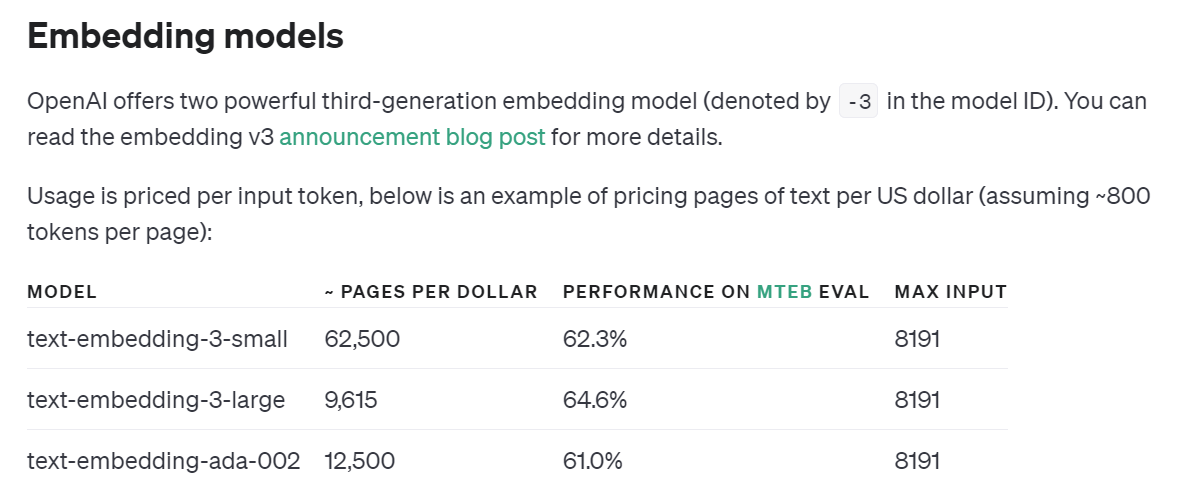 Embedding models
OpenAI offers two powerful third-generation embedding model (denoted by -3 in the model ID). You can
read the embedding v3 announcement blog post for more details.
Usage is priced per input token, below is an example of pricing pages of text per US dollar (assuming ~800
tokens per page):
MODEL ~ PAGES PER DOLLAR PERFORMANCE ON MTEB EVAL MAX INPUT
text-embedding-3-small 62,500 62.3% 8191
text-embedding-3-large 9,615 64.6% 8191
text-embedding-ada-002 12,500 61.0% 8191